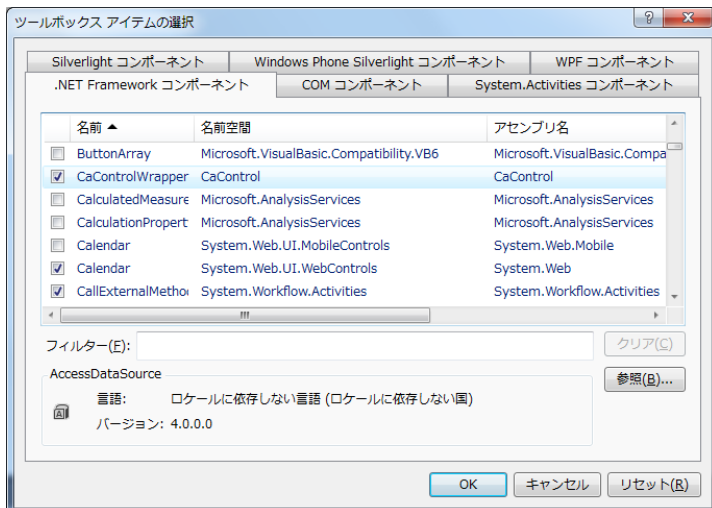 ツールボックス アイテムの選択
Silverlight コンポーネント Windows Phone Silverlight コンポーネント WPF コンポーネント
.NET Framework コンポーネント COM コンポーネント System.Activities コンポーネント
名前 名前空間 アセンブリ名
ButtonArray Microsoft.VisualBasic.Compatibility.VB6 Microsoft.VisualBasic.Compa
CaControlWrapper CaControl CaControl
CalculatedMeasure Microsoft.AnalysisServices Microsoft.AnalysisServices
CalculationPropert Microsoft.AnalysisServices Microsoft.AnalysisServices
Calendar System.Web.UI.MobileControls System.Web.Mobile
Calendar System.Web.UI.WebControls System.Web
CallExternalMetho System.Workflow.Activities System.Workflow.Activities
フィルター(F): クリア(C)
AccessDataSource 参照(B)...
言語: ロケールに依存しない言語 (ロケールに依存しない国)
バージョン: 4.0.0.0
OK キャンセル リセット(R)